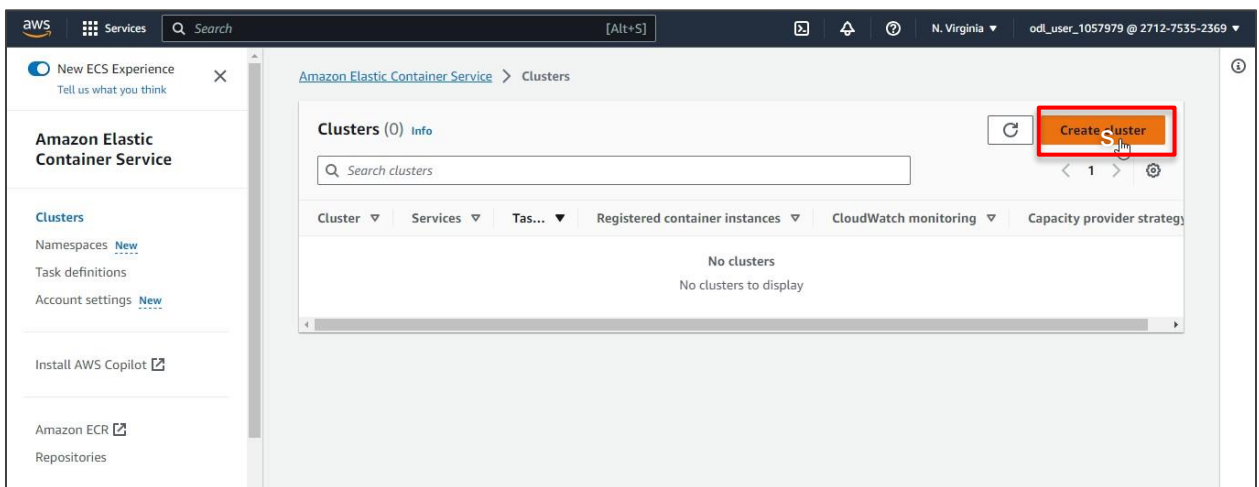 aws Services Search [Alt+S] N. Virginia ▼ odl_user_1057979 @ 2712-7535-2369 ▼
New ECS Experience
Tell us what you think
Amazon Elastic
Container Service
Clusters
Namespaces New
Task definitions
Account settings New
Install AWS Copilot
Amazon ECR
Repositories
Amazon Elastic Container Service > Clusters
Clusters (0) Info
Create cluster
S
Search clusters
< 1 >
Cluster Services Tas... Registered container instances CloudWatch monitoring Capacity provider strategy
No clusters
No clusters to display